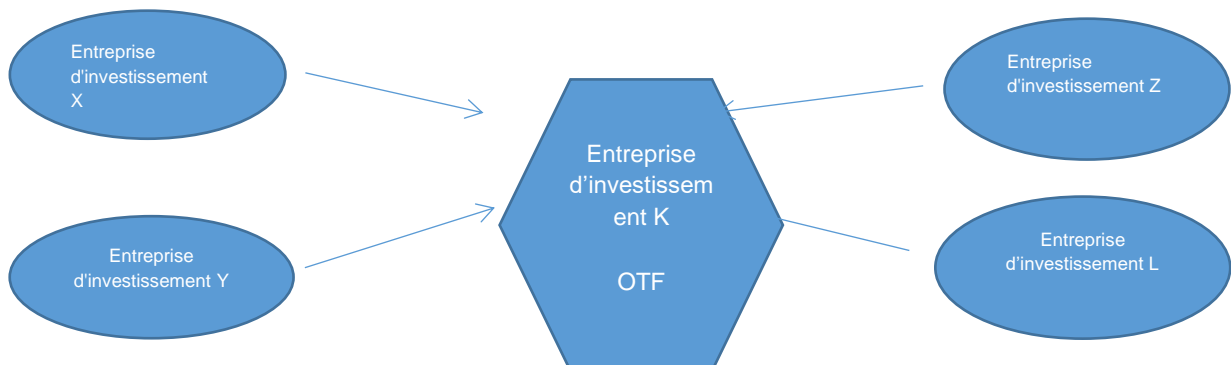 Entreprise
d'investissement
X
Entreprise
d'investissement Z
Entreprise
d’investissem
ent K
OTF
Entreprise
d'investissement Y
Entreprise
d’investissement L